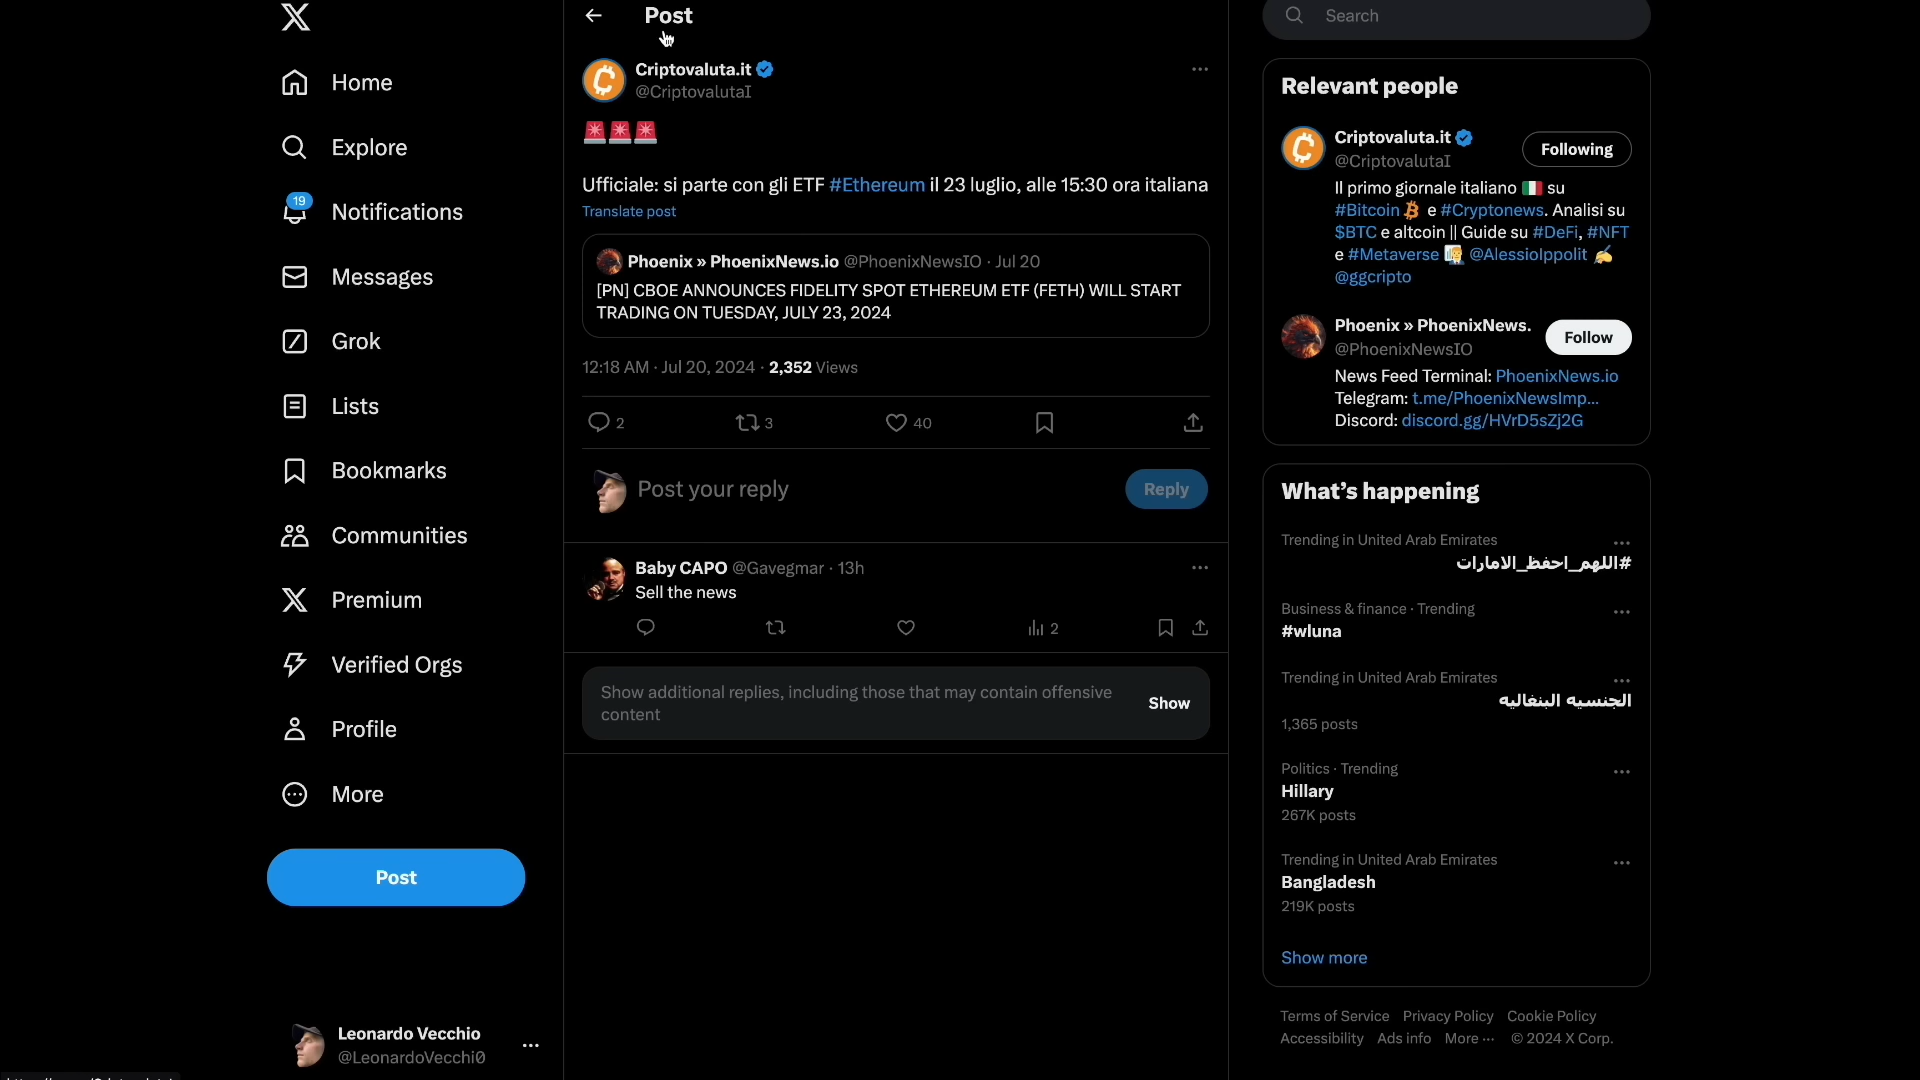 Home
Explore
19
Notifications
Messages
Grok
Lists
Bookmarks
Communities
Premium
Verified Orgs
Profile
More
Post
Leonardo Vecchio
@LeonardoVecchi0
Post
Criptovaluta.it
@CriptovalutaI
🚨🚨🚨
Ufficiale: si parte con gli ETF #Ethereum il 23 luglio, alle 15:30 ora italiana
Translate post
Phoenix » PhoenixNews.io @PhoenixNewsIO · Jul 20
[PN] CBOE ANNOUNCES FIDELITY SPOT ETHEREUM ETF (FETH) WILL START
TRADING ON TUESDAY, JULY 23, 2024
12:18 AM · Jul 20, 2024 · 2,352 Views
2 3 40
Post your reply Reply
Baby CAPO @Gavegmar · 13h
Sell the news
2
Show additional replies, including those that may contain offensive
content
Show
Search
Relevant people
Criptovaluta.it
@CriptovalutaI
Following
Il primo giornale italiano 🇮🇹 su
#Bitcoin e #Cryptonews. Analisi su
$BTC e altcoin || Guide su #DeFi, #NFT
e #Metaverse @AlessioIppolit ✍
@ggcripto
Phoenix » PhoenixNews.
@PhoenixNewsIO
Follow
News Feed Terminal: PhoenixNews.io
Telegram: t.me/PhoenixNewsImp...
Discord: discord.gg/HVrD5sZj2G
What's happening
Trending in United Arab Emirates
#اللهم_احفظ_الامارات
Business & finance · Trending
#wluna
Trending in United Arab Emirates
الجنسيه البنغاليه
1,365 posts
Politics · Trending
Hillary
267K posts
Trending in United Arab Emirates
Bangladesh
219K posts
Show more
Terms of Service Privacy Policy Cookie Policy
Accessibility Ads info More ··· © 2024 X Corp.